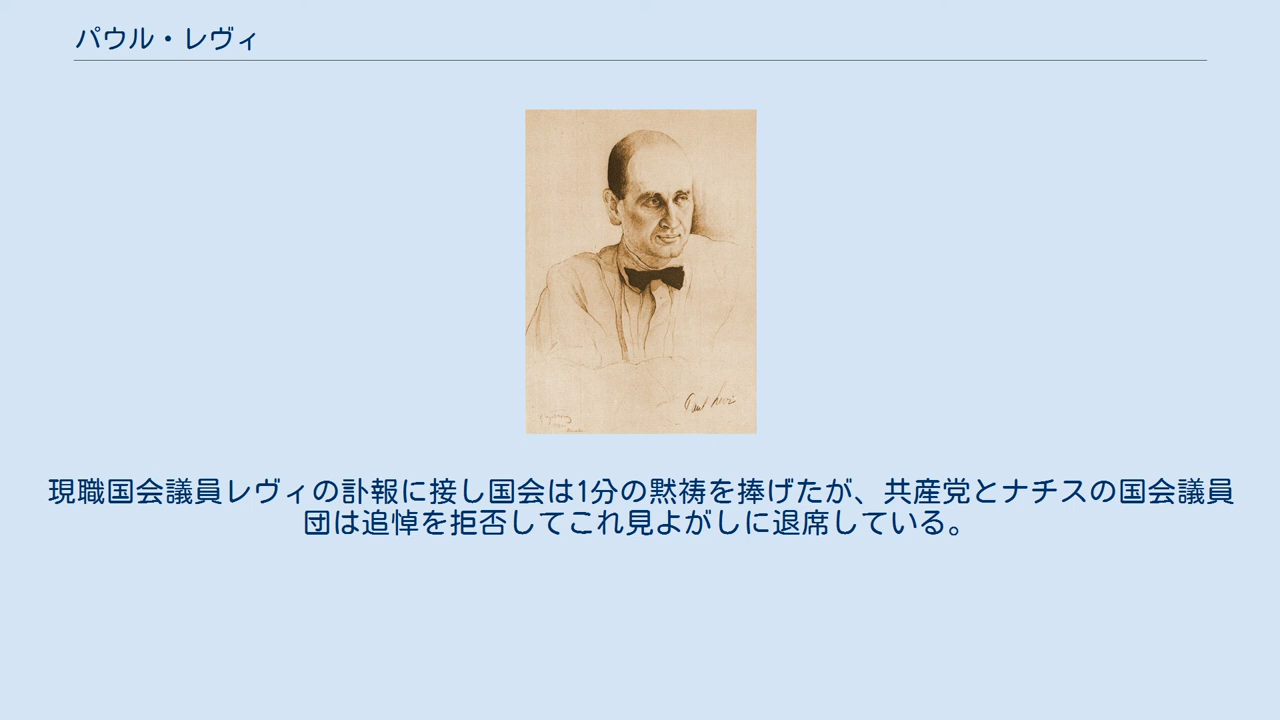 パウル・レヴィ
Paul Levi
現職国会議員レヴィの訃報に接し国会は1分の黙祷を捧げたが、共産党とナチスの国会議員
団は追悼を拒否してこれ見よがしに退席している。